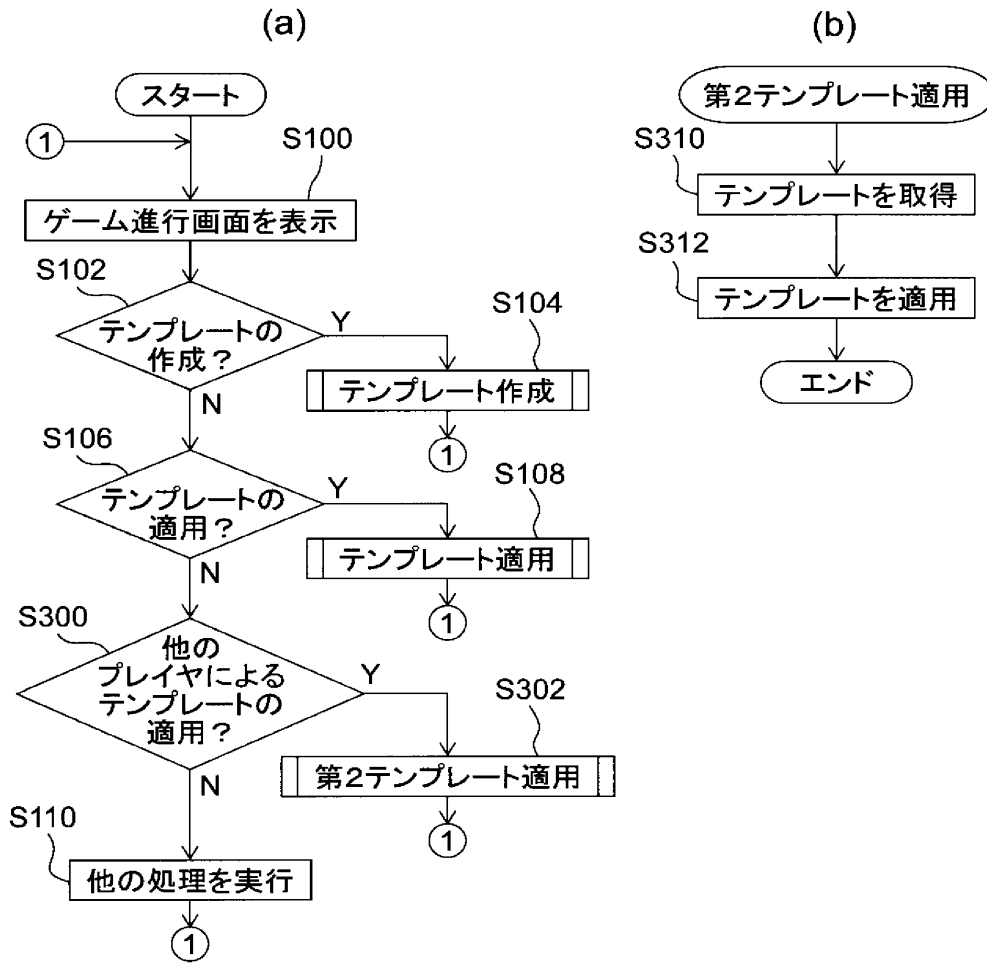 (a)
スタート
①
S100
ゲーム進行画面を表示
S102
テンプレートの
作成?
Y
N
S104
テンプレート作成
①
S106
テンプレートの
適用?
Y
N
S108
テンプレート適用
①
S300
他の
プレイヤによる
テンプレートの
適用?
Y
N
S302
第2テンプレート適用
①
S110
他の処理を実行
①
(b)
第2テンプレート適用
S310
テンプレートを取得
S312
テンプレートを適用
エンド